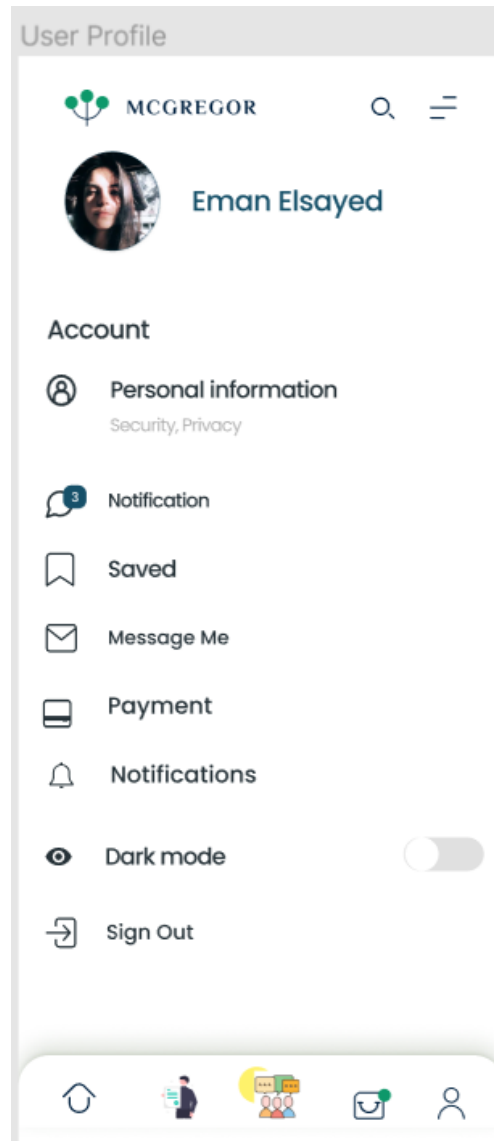 User Profile
MCGREGOR
Eman Elsayed
Account
Personal information
Security, Privacy
3
Notification
Saved
Message Me
Payment
Notifications
Dark mode
Sign Out